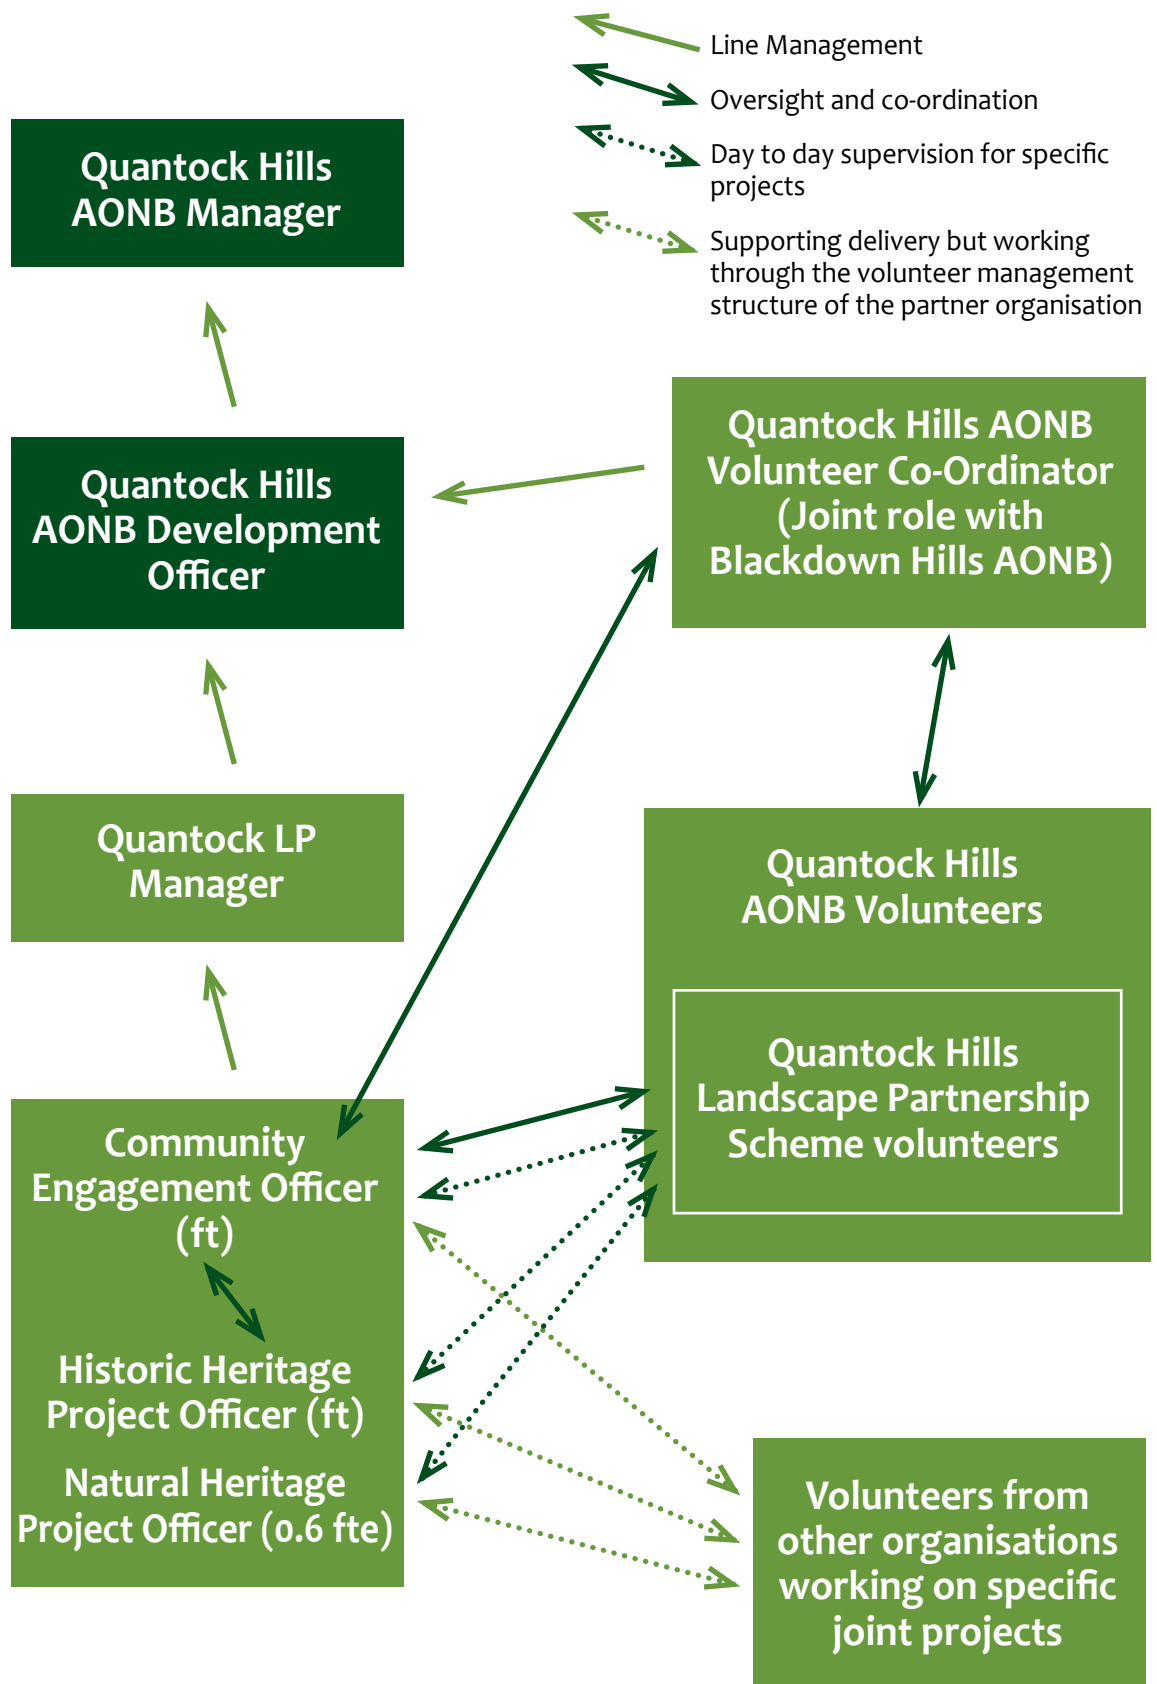 Line Management
Oversight and co-ordination
Day to day supervision for specific
projects
Supporting delivery but working
through the volunteer management
structure of the partner organisation
Quantock Hills
AONB Manager
Quantock Hills
AONB Development
Officer
Quantock Hills AONB
Volunteer Co-Ordinator
(Joint role with
Blackdown Hills AONB)
Quantock LP
Manager
Quantock Hills
AONB Volunteers
Quantock Hills
Landscape Partnership
Scheme volunteers
Community
Engagement Officer
(ft)
Historic Heritage
Project Officer (ft)
Natural Heritage
Project Officer (0.6 fte)
Volunteers from
other organisations
working on specific
joint projects